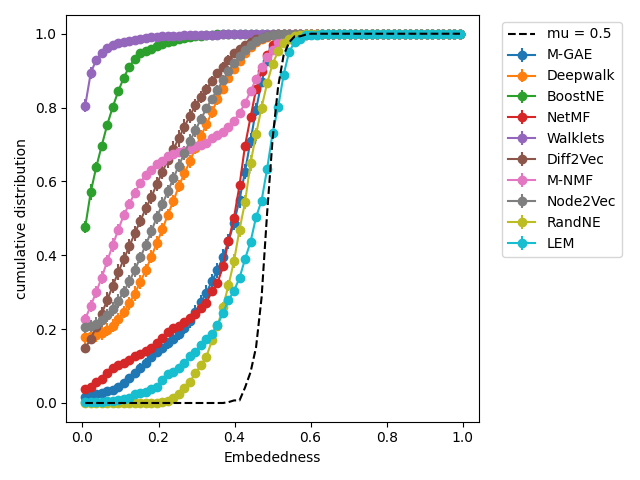 1.0
0.8
0.6
0.4
0.2
0.0
cumulative distribution
0.0 0.2 0.4 0.6 0.8 1.0
Embededness
mu = 0.5
M-GAE
Deepwalk
BoostNE
NetMF
Walklets
Diff2Vec
M-NMF
Node2Vec
RandNE
LEM